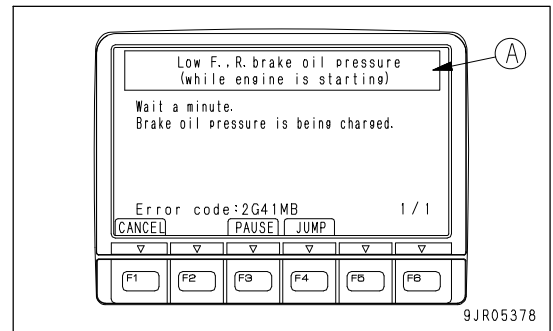 Low F.,R.brake oil pressure
(while engine is starting)
A
Wait a minute.
Brake oil pressure is being charged.
Error code:2G41MB 1/1
CANCEL PAUSE JUMP
F1 F2 F3 F4 F5 F6
9JR05378